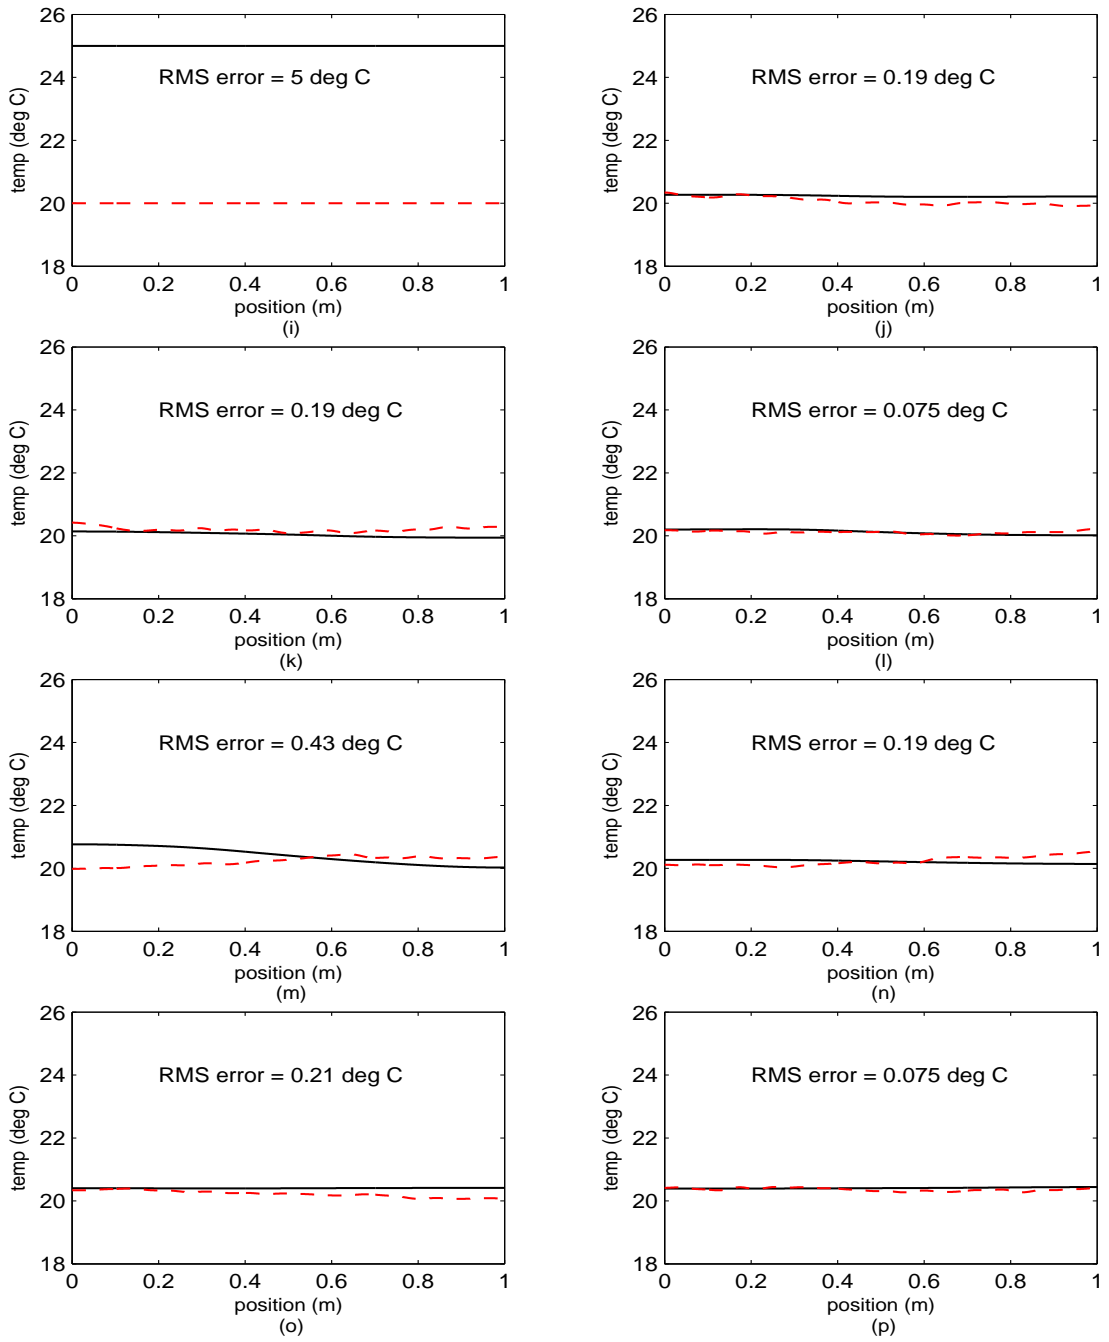 26
24
22
20
18
temp (deg C)
RMS error = 5 deg C
0 0.2 0.4 0.6 0.8 1
position (m)
(i)
26
24
22
20
18
temp (deg C)
RMS error = 0.19 deg C
0 0.2 0.4 0.6 0.8 1
position (m)
(j)
26
24
22
20
18
temp (deg C)
RMS error = 0.19 deg C
0 0.2 0.4 0.6 0.8 1
position (m)
(k)
26
24
22
20
18
temp (deg C)
RMS error = 0.075 deg C
0 0.2 0.4 0.6 0.8 1
position (m)
(l)
26
24
22
20
18
temp (deg C)
RMS error = 0.43 deg C
0 0.2 0.4 0.6 0.8 1
position (m)
(m)
26
24
22
20
18
temp (deg C)
RMS error = 0.19 deg C
0 0.2 0.4 0.6 0.8 1
position (m)
(n)
26
24
22
20
18
temp (deg C)
RMS error = 0.21 deg C
0 0.2 0.4 0.6 0.8 1
position (m)
(o)
26
24
22
20
18
temp (deg C)
RMS error = 0.075 deg C
0 0.2 0.4 0.6 0.8 1
position (m)
(p)